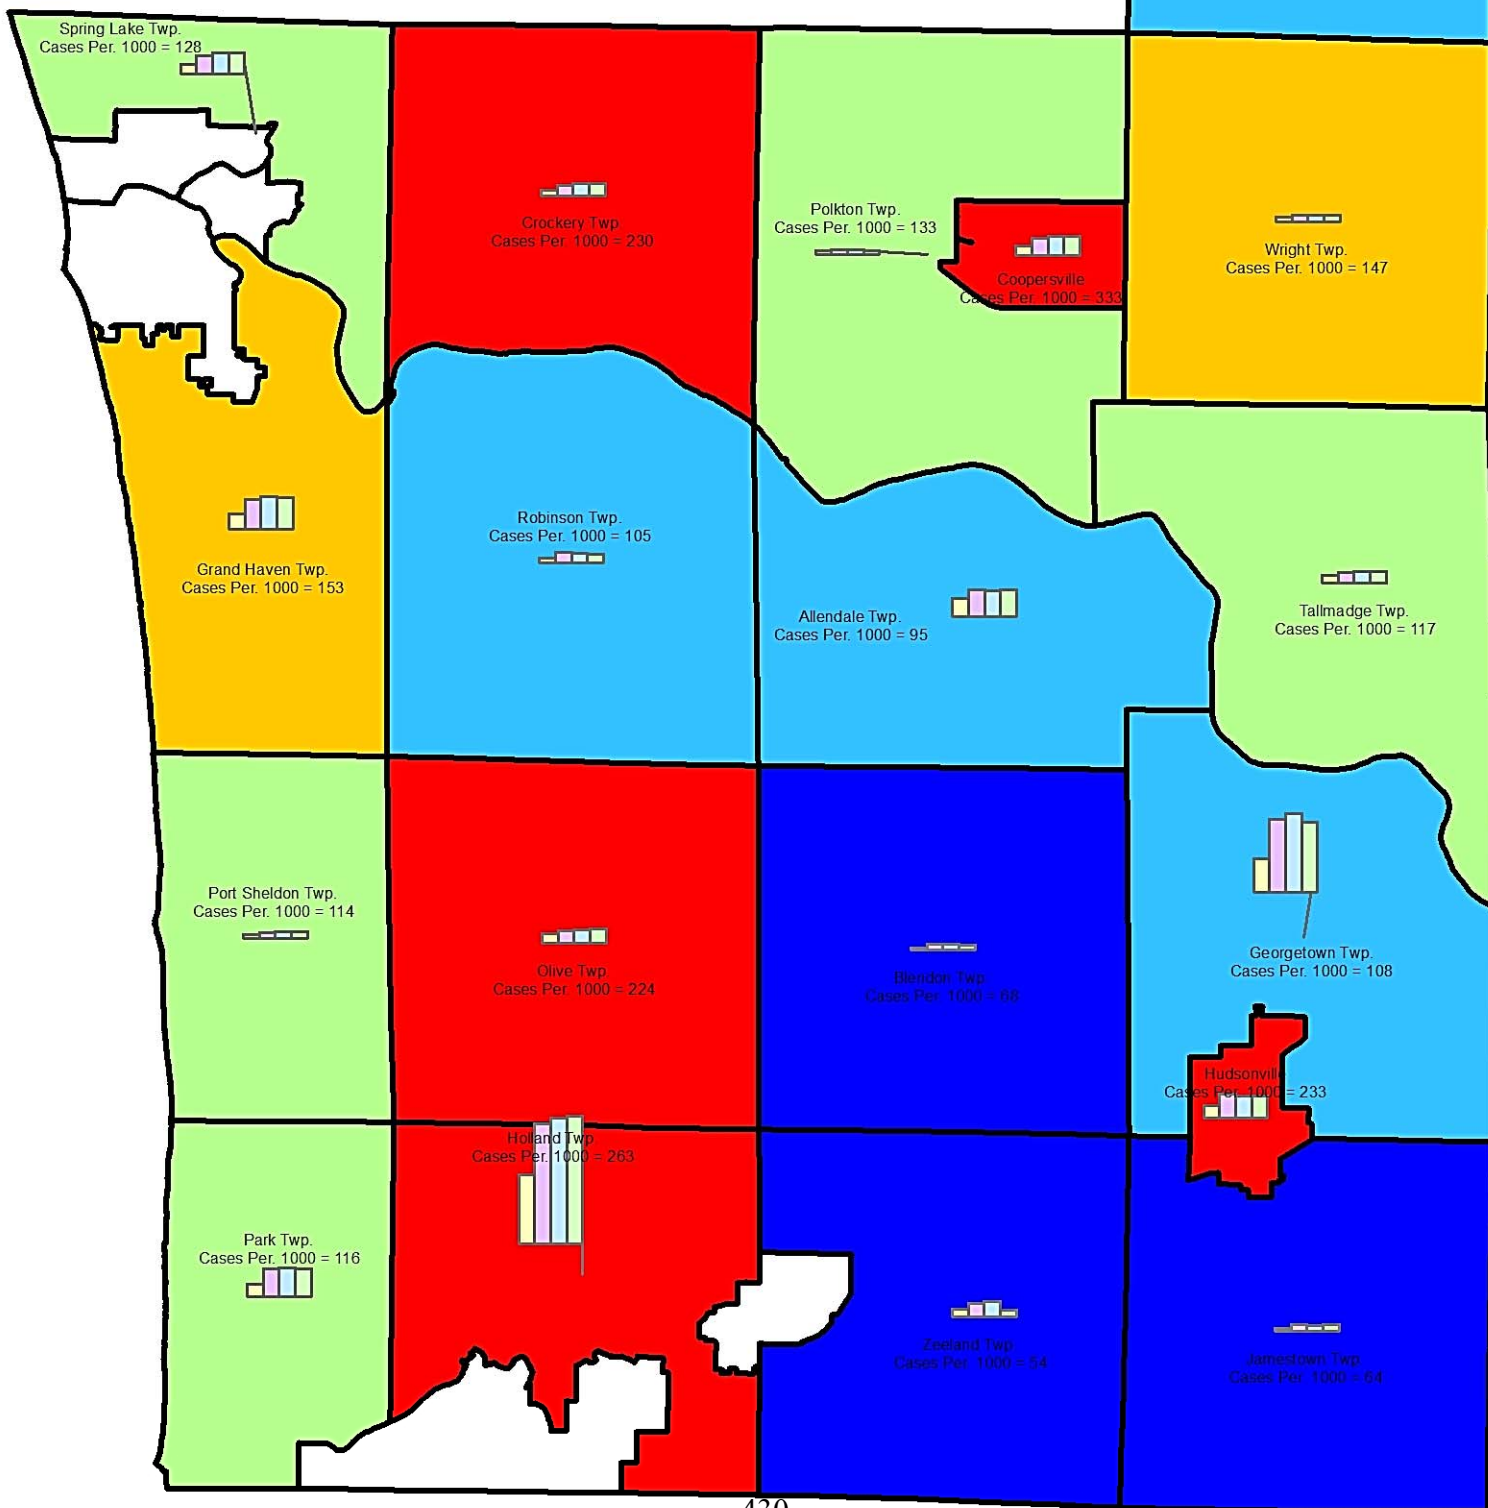 Spring Lake Twp.
Cases Per. 1000 = 128
Crockery Twp.
Cases Per. 1000 = 230
Polkton Twp.
Cases Per. 1000 = 133
Coopersville
Cases Per. 1000 = 333
Wright Twp.
Cases Per. 1000 = 147
Grand Haven Twp.
Cases Per. 1000 = 153
Robinson Twp.
Cases Per. 1000 = 105
Allendale Twp.
Cases Per. 1000 = 95
Tallmadge Twp.
Cases Per. 1000 = 117
Port Sheldon Twp.
Cases Per. 1000 = 114
Olive Twp.
Cases Per. 1000 = 224
Blendon Twp.
Cases Per. 1000 = 68
Georgetown Twp.
Cases Per. 1000 = 108
Hudsonville
Cases Per. 1000 = 233
Holland Twp.
Cases Per. 1000 = 263
Park Twp.
Cases Per. 1000 = 116
Zeeland Twp.
Cases Per. 1000 = 54
Jamestown Twp.
Cases Per. 1000 = 64